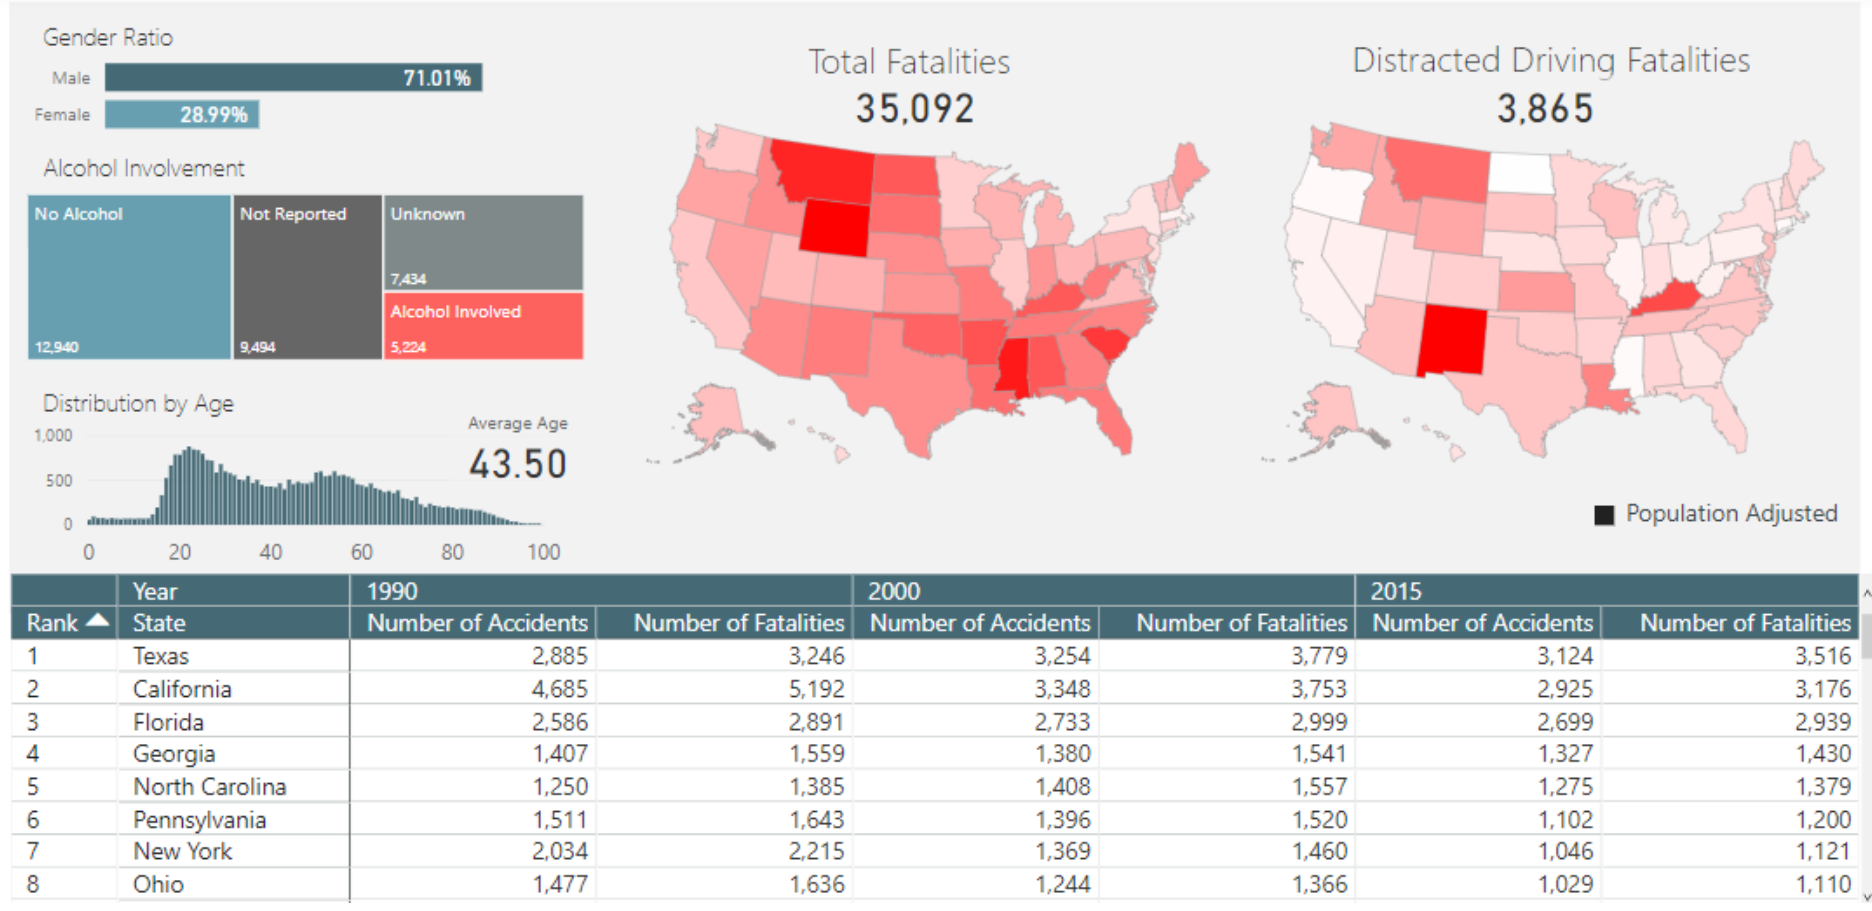 Gender Ratio
Male 71.01%
Female 28.99%
Alcohol Involvement
No Alcohol Not Reported Unknown
7,434
Alcohol Involved
12,940 9,494 5,224
Distribution by Age
Average Age
43.50
1,000
500
0
0 20 40 60 80 100
Total Fatalities
35,092
Distracted Driving Fatalities
3,865
Population Adjusted
Year 1990 2000 2015
Rank State Number of Accidents Number of Fatalities Number of Accidents Number of Fatalities Number of Accidents Number of Fatalities
1 Texas 2,885 3,246 3,254 3,779 3,124 3,516
2 California 4,685 5,192 3,348 3,753 2,925 3,176
3 Florida 2,586 2,891 2,733 2,999 2,699 2,939
4 Georgia 1,407 1,559 1,380 1,541 1,327 1,430
5 North Carolina 1,250 1,385 1,408 1,557 1,275 1,379
6 Pennsylvania 1,511 1,643 1,396 1,520 1,102 1,200
7 New York 2,034 2,215 1,369 1,460 1,046 1,121
8 Ohio 1,477 1,636 1,244 1,366 1,029 1,110